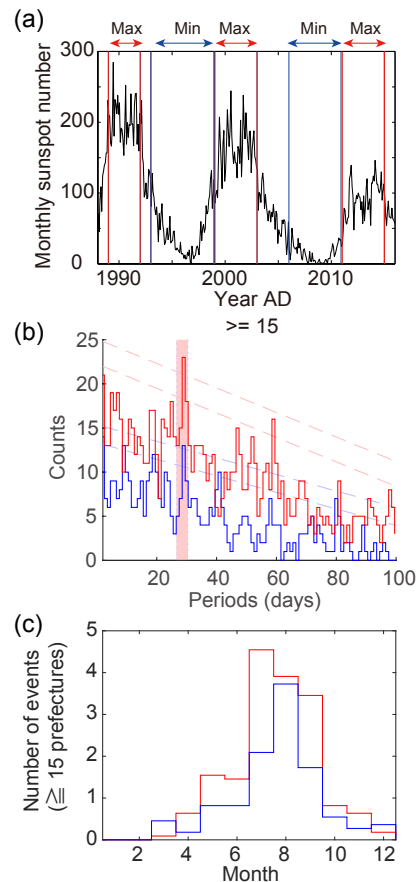 (a)
Max Min Max Min Max
Monthly sunspot number
300
200
100
0
1990 2000 2010
Year AD
>= 15
(b)
Counts
25
20
15
10
5
0
20 40 60 80 100
Periods (days)
(c)
Number of events
(≧ 15 prefectures)
5
4
3
2
1
0
2 4 6 8 10 12
Month